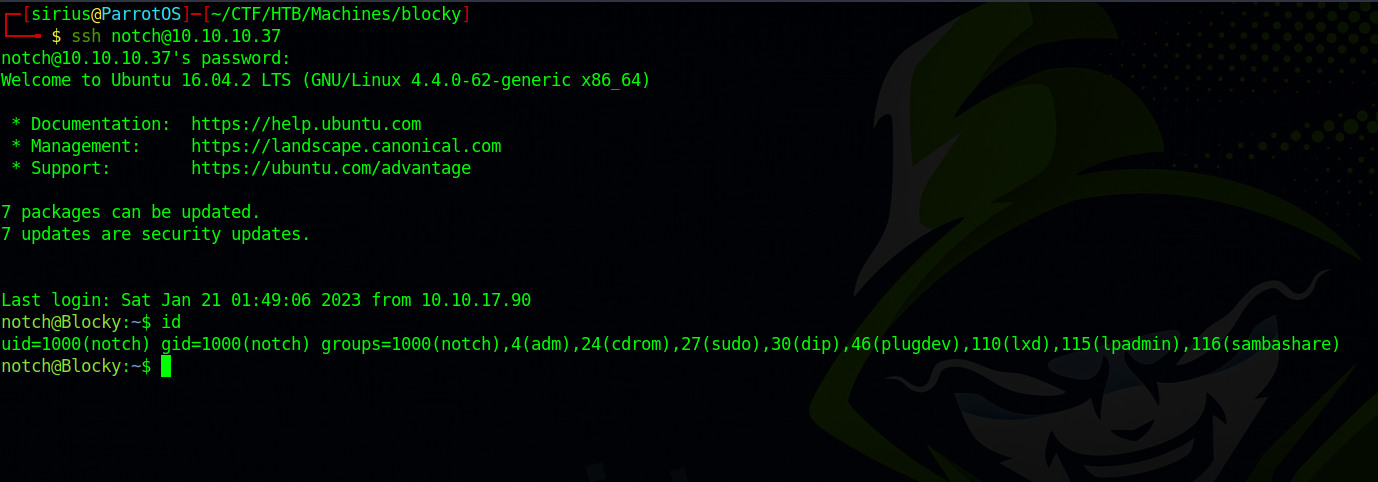 ┌─[sirius@ParrotOS]─[~/CTF/HTB/Machines/blocky]
└──╼ $ ssh notch@10.10.10.37
notch@10.10.10.37's password:
Welcome to Ubuntu 16.04.2 LTS (GNU/Linux 4.4.0-62-generic x86_64)
* Documentation:  https://help.ubuntu.com
* Management:     https://landscape.canonical.com
* Support:        https://ubuntu.com/advantage
7 packages can be updated.
7 updates are security updates.
Last login: Sat Jan 21 01:49:06 2023 from 10.10.17.90
notch@Blocky:~$ id
uid=1000(notch) gid=1000(notch) groups=1000(notch),4(adm),24(cdrom),27(sudo),30(dip),46(plugdev),110(lxd),115(lpadmin),116(sambashare)
notch@Blocky:~$